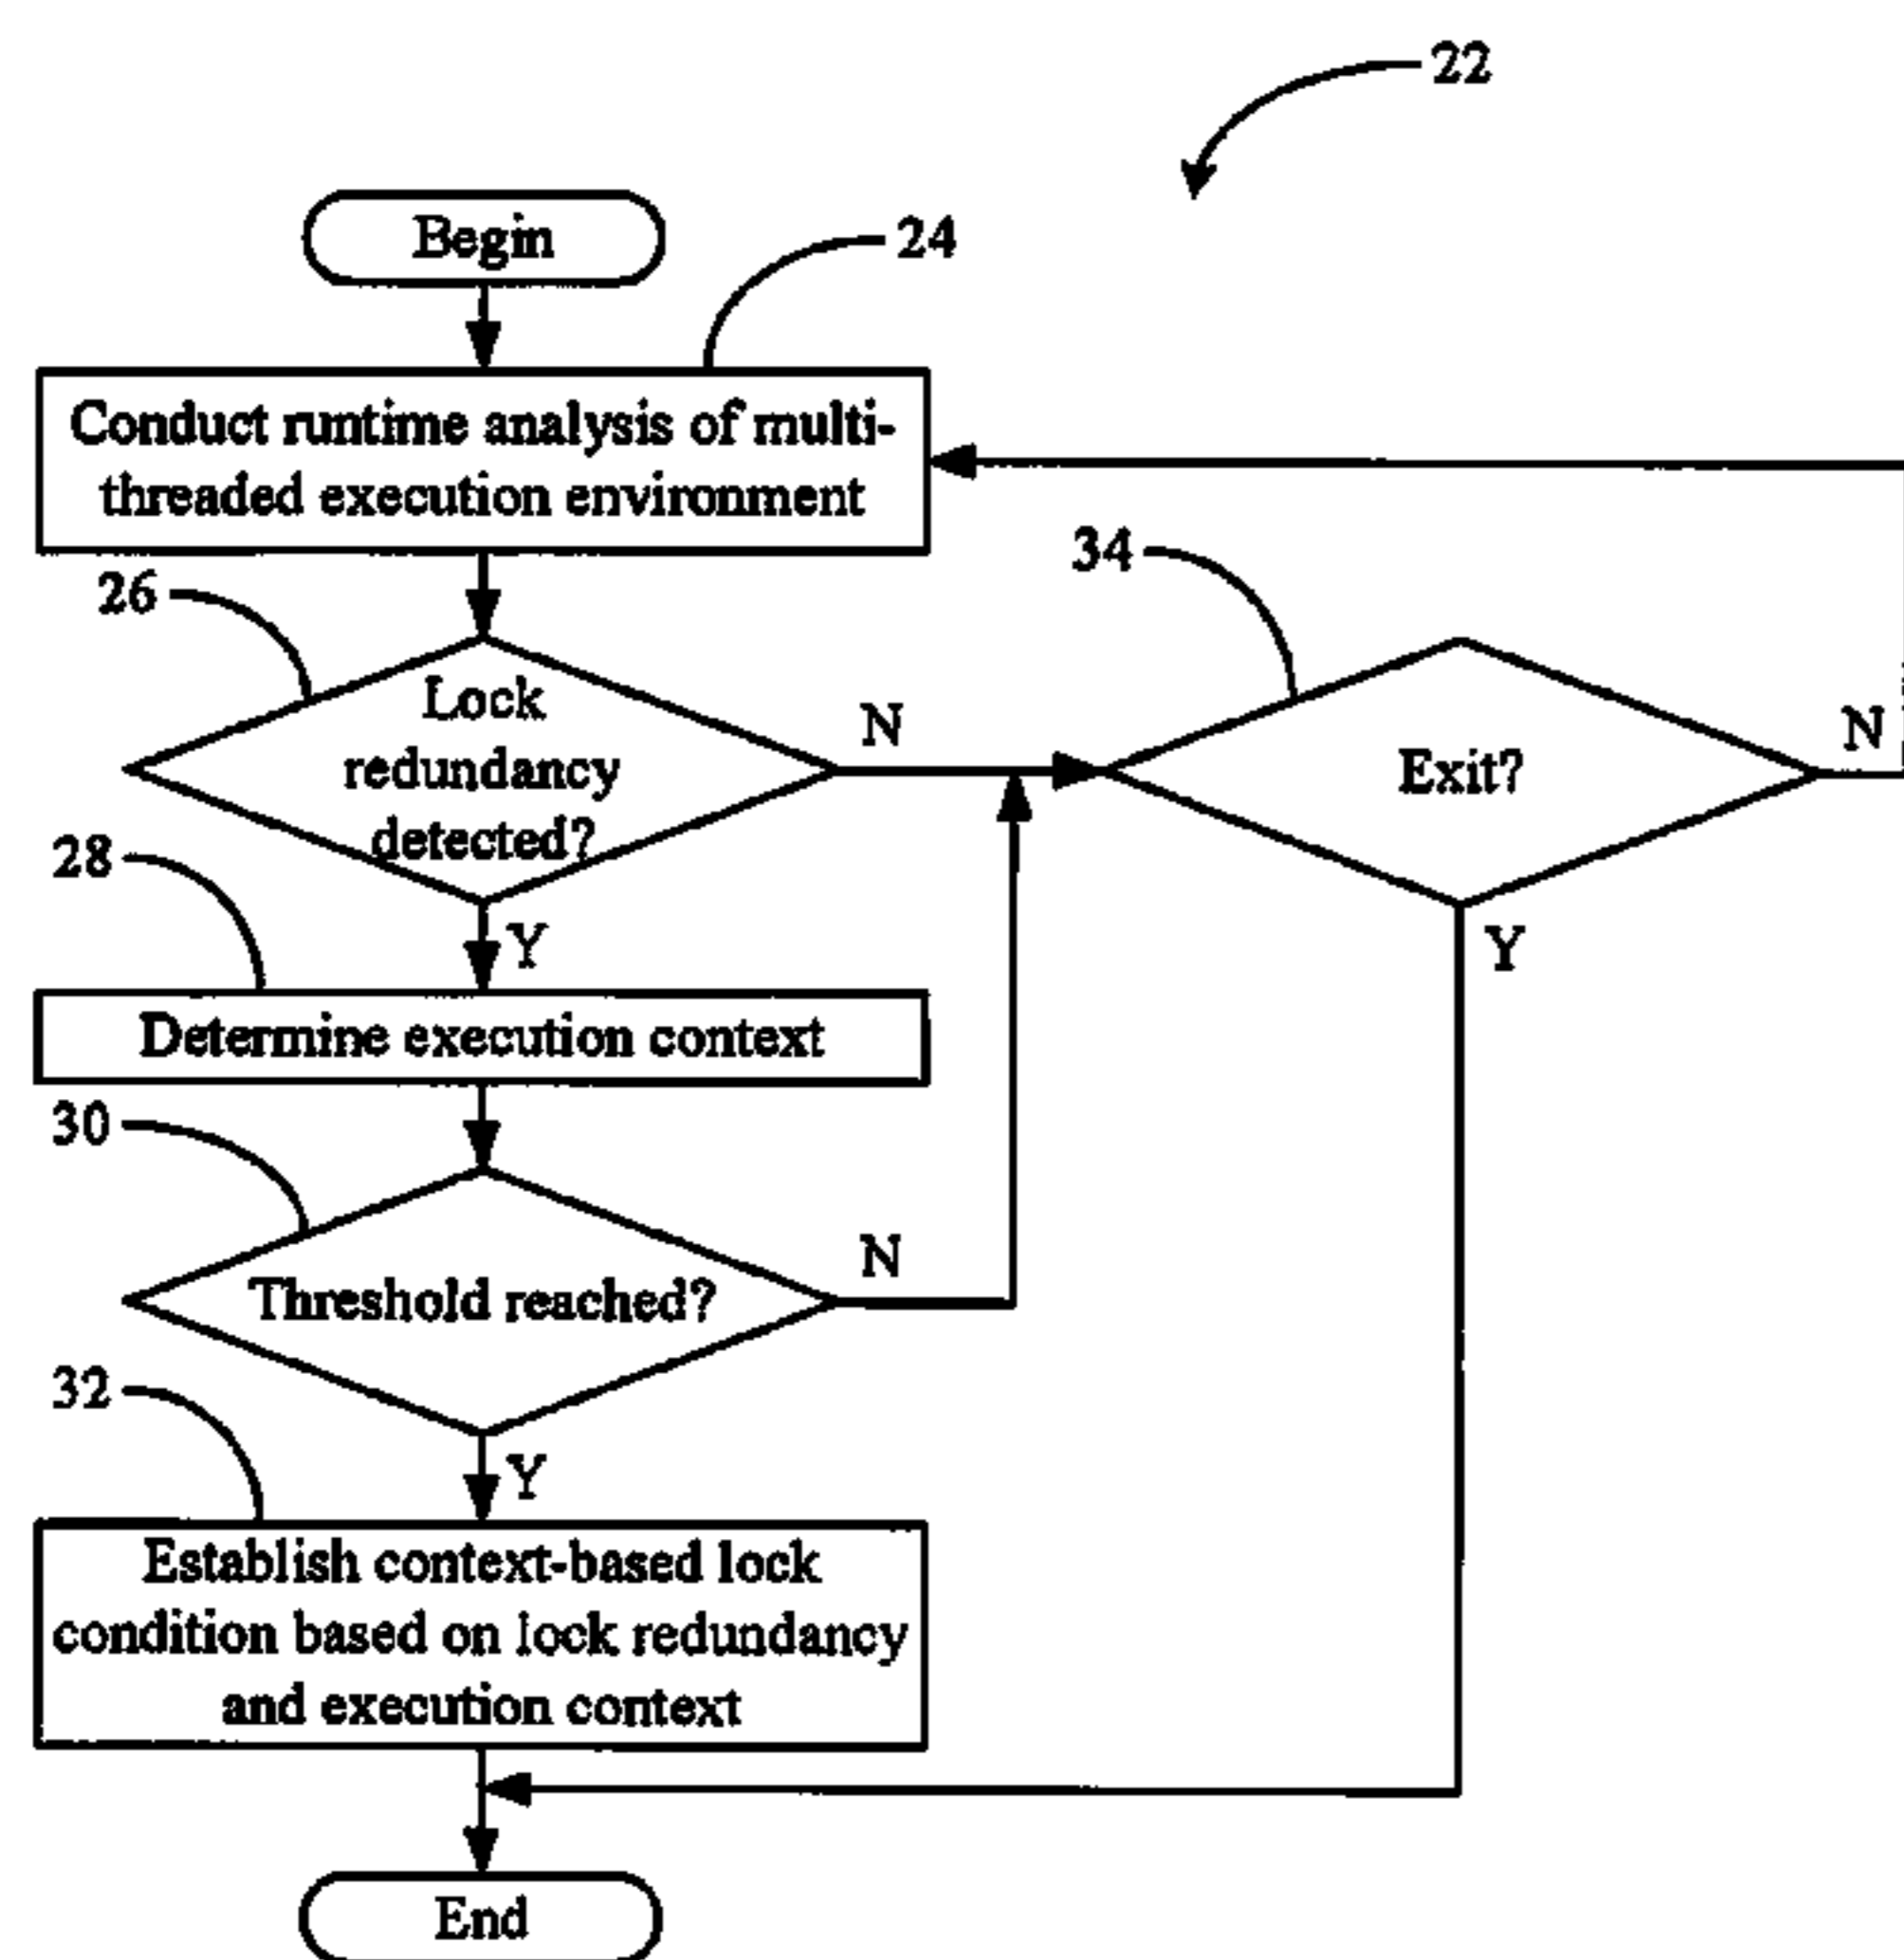 22
Begin
24
Conduct runtime analysis of multi-
threaded execution environment
26
34
Lock
redundancy
detected?
N
Exit?
N
28
Y
Y
Determine execution context
30
Threshold reached?
N
32
Y
Establish context-based lock
condition based on lock redundancy
and execution context
End